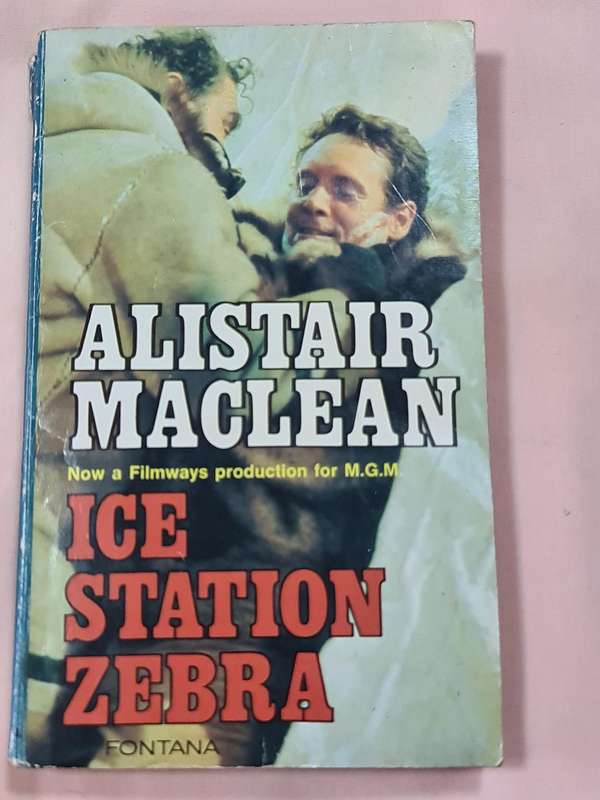 ALISTAIR
MACLEAN
Now a Filmways production for M.G.M.
ICE
STATION
ZEBRA
FONTANA